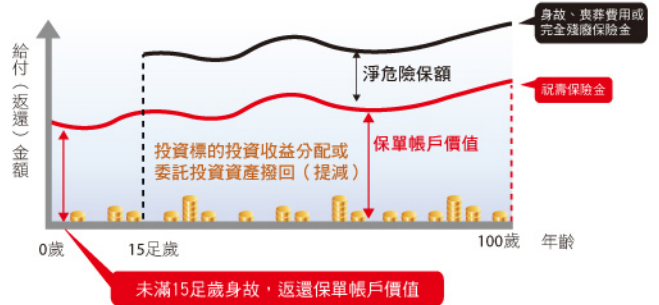 身故、喪葬費用或
完全殘廢保險金
給付（返還）金額
淨危險保額
祝壽保險金
投資標的投資收益分配或
委託投資資產撥回（提減）
保單帳戶價值
0歲
15足歲
100歲
年齡
未滿15足歲身故，返還保單帳戶價值